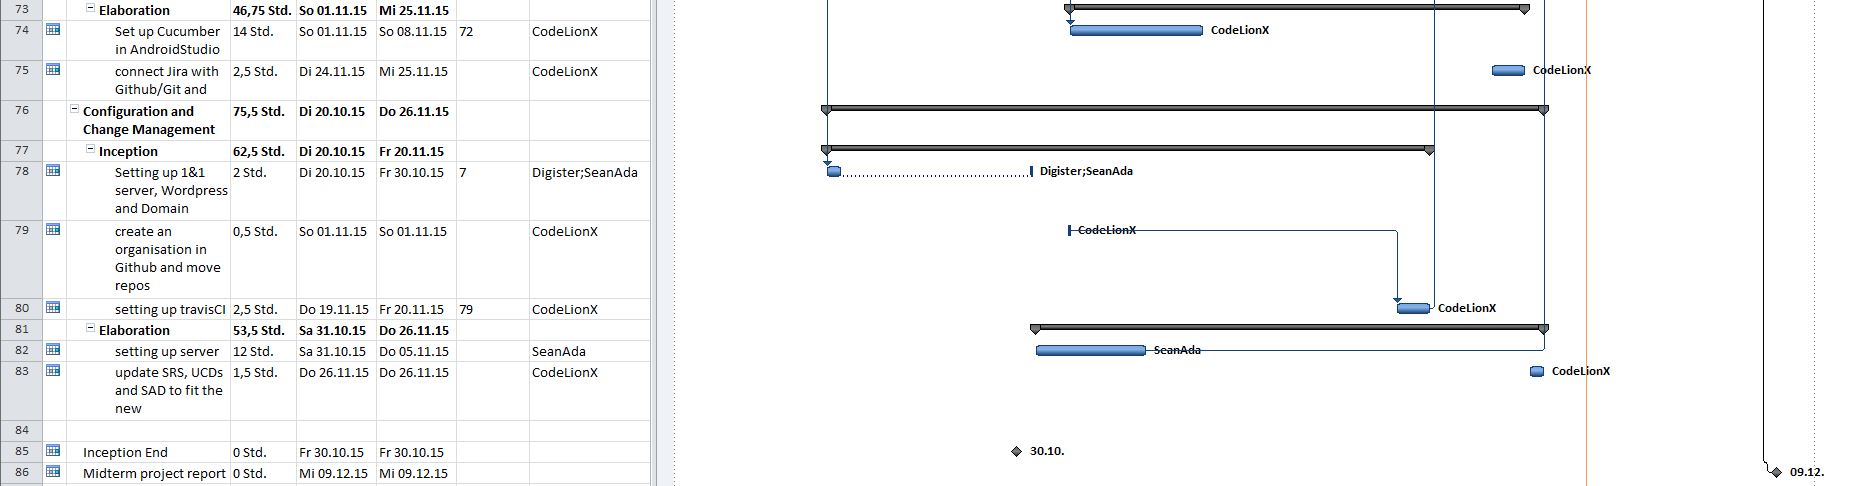 73 Elaboration 46,75 Std. So 01.11.15 Mi 25.11.15
74 Set up Cucumber 14 Std. So 01.11.15 So 08.11.15 72 CodeLionX CodeLionX
in AndroidStudio
75 connect Jira with 2,5 Std. Di 24.11.15 Mi 25.11.15 CodeLionX CodeLionX
Github/Git and
76 Configuration and 75,5 Std. Di 20.10.15 Do 26.11.15
Change Management
77 Inception 62,5 Std. Di 20.10.15 Fr 20.11.15
78 Setting up 1&1 2 Std. Di 20.10.15 Fr 30.10.15 7 Digister;SeanAda Digister;SeanAda
server, Wordpress
and Domain
79 create an 0,5 Std. So 01.11.15 So 01.11.15 CodeLionX CodeLionX
organisation in
Github and move
repos
80 setting up travisCI 2,5 Std. Do 19.11.15 Fr 20.11.15 79 CodeLionX CodeLionX
81 Elaboration 53,5 Std. Sa 31.10.15 Do 26.11.15
82 setting up server 12 Std. Sa 31.10.15 Do 05.11.15 SeanAda SeanAda
83 update SRS, UCDs 1,5 Std. Do 26.11.15 Do 26.11.15 CodeLionX CodeLionX
and SAD to fit the
new
84
85 Inception End 0 Std. Fr 30.10.15 Fr 30.10.15 30.10.
86 Midterm project report 0 Std. Mi 09.12.15 Mi 09.12.15 09.12.